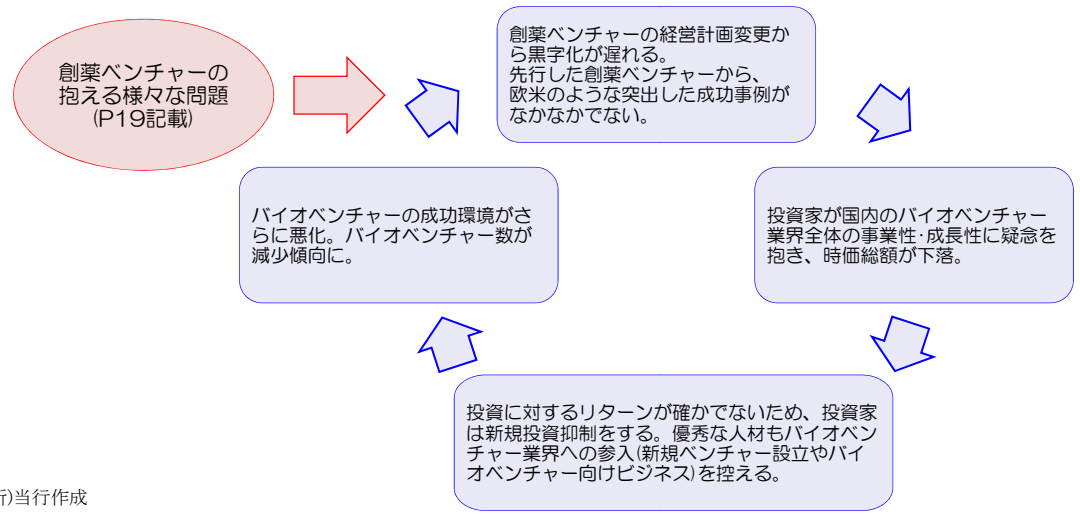 創薬ベンチャーの
抱える様々な問題
(P19記載)
創薬ベンチャーの経営計画変更か
ら黒字化が遅れる。
先行した創薬ベンチャーから、
欧米のような突出した成功事例が
なかなかでない。
投資家が国内のバイオベンチャー
業界全体の事業性・成長性に疑念を
抱き、時価総額が下落。
投資に対するリターンが確かでないため、投資家
は新規投資抑制をする。優秀な人材もバイオベン
チャー業界への参入(新規ベンチャー設立やバイ
オベンチャー向けビジネス)を控える。
バイオベンチャーの成功環境がさ
らに悪化。バイオベンチャー数が
減少傾向に。
)当行作成